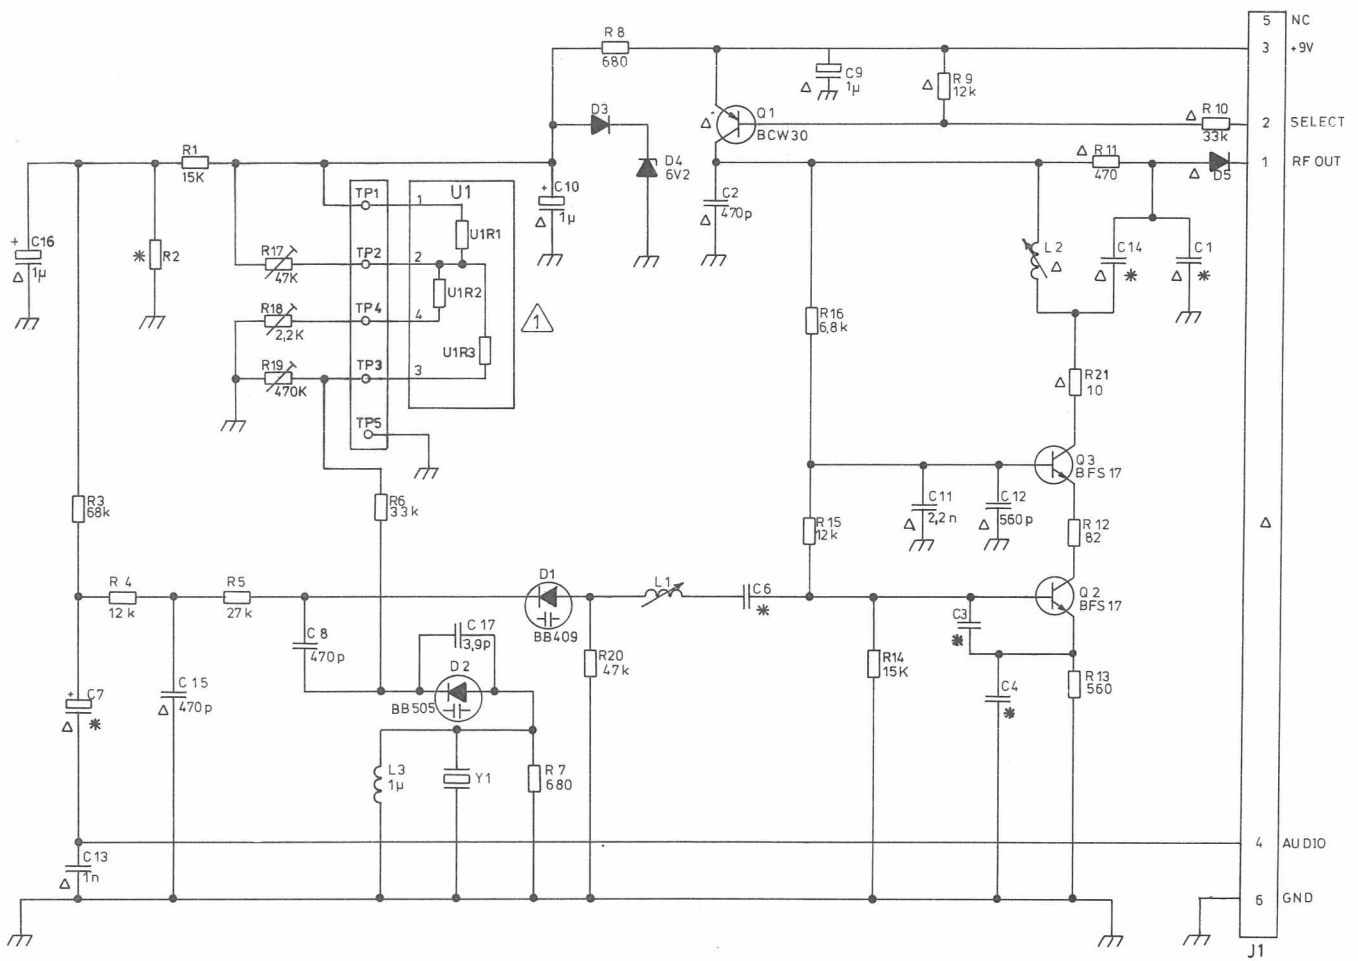 5 NC
3 +9V
R8
680
C9
1µ
R9
12k
R10
33k
2 SELECT
Q1
BCW30
D3
D4
6V2
R1
15K
R11
470
D5
1 RF OUT
TP1
1
U1
+ C10
1µ
C2
470p
U1R1
+ C16
1µ
* R2
R17
47K
TP2
2
L2
C14
*
C1
*
U1R2
R18
2,2K
TP4
4
1
R16
6,8k
U1R3
R19
470K
TP3
3
R21
10
TP5
Q3
BFS17
R3
68k
R6
33k
C11
2,2n
C12
560p
R15
12k
R12
82
R4
12k
R5
27k
D1
BB409
L1
C6
*
Q2
BFS17
C3
*
C8
470p
C17
3,9p
D2
BB505
R20
47k
R14
15K
C4
*
R13
560
+
C7
*
C15
470p
L3
1µ
Y1
R7
680
4 AUDIO
C13
1n
6 GND
J1